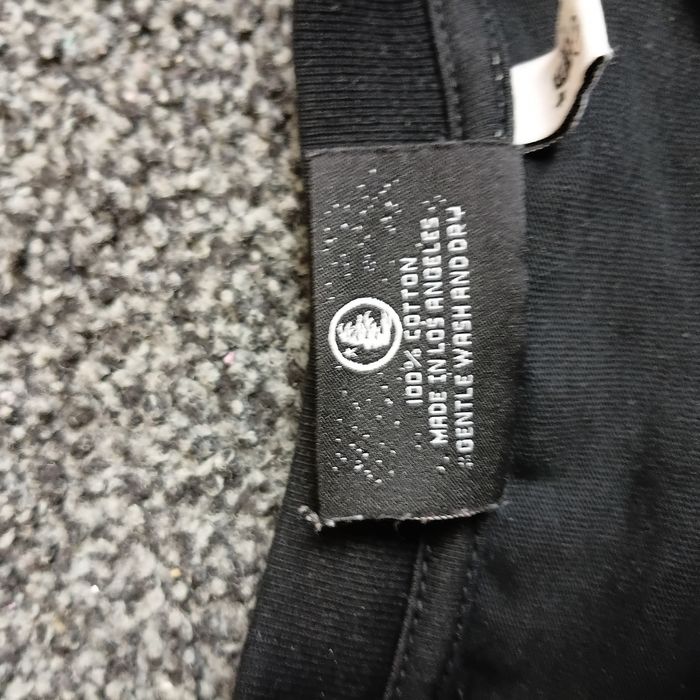 100% COTTON
MADE IN LOS ANGELES
GENTLE WASH AND DRY